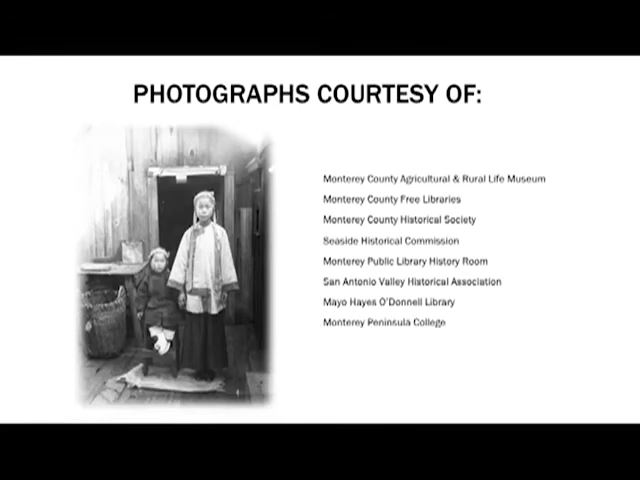 PHOTOGRAPHS COURTESY OF:
Monterey County Agricultural & Rural Life Museum
Monterey County Free Libraries
Monterey County Historical Society
Seaside Historical Commission
Monterey Public Library History Room
San Antonio Valley Historical Association
Mayo Hayes O'Donnell Library
Monterey Peninsula College